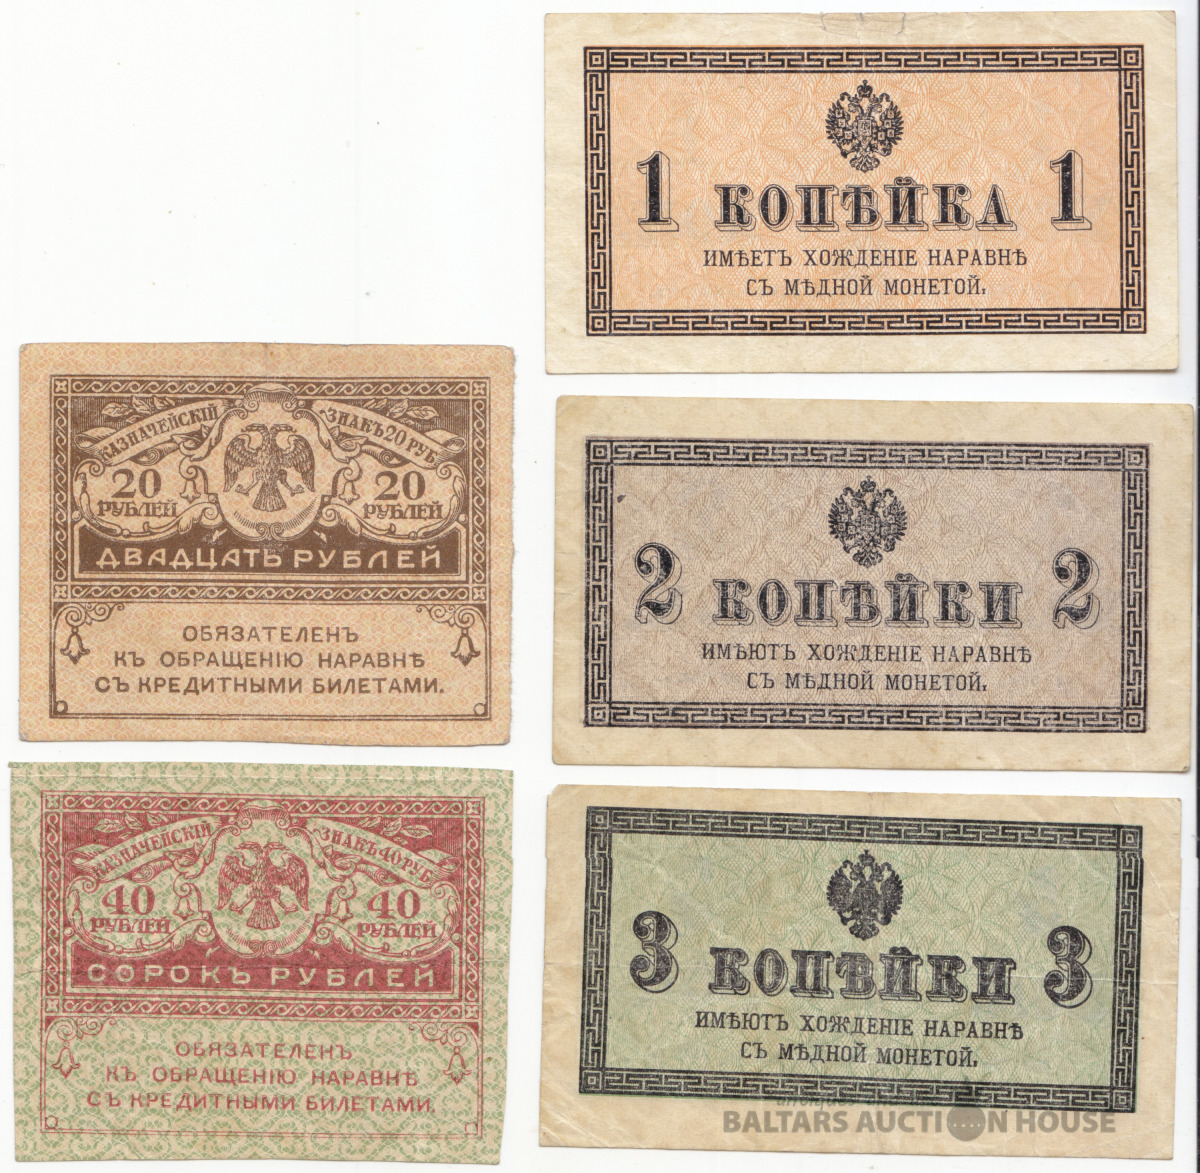 1 КОПѢЙКА 1
ИМѢЕТЪ ХОЖДЕНІЕ НАРАВНѢ
СЪ МѢДНОЙ МОНЕТОЙ.
КАЗНАЧЕЙСКІЙ ЗНАКЪ 20 РУБ.
20 20
РУБЛЕЙ РУБЛЕЙ
ДВАДЦАТЬ РУБЛЕЙ
ОБЯЗАТЕЛЕНЪ
КЪ ОБРАЩЕНІЮ НАРАВНѢ
СЪ КРЕДИТНЫМИ БИЛЕТАМИ.
2 КОПѢЙКИ 2
ИМѢЮТЪ ХОЖДЕНІЕ НАРАВНѢ
СЪ МѢДНОЙ МОНЕТОЙ.
КАЗНАЧЕЙСКІЙ ЗНАКЪ 40 РУБ.
40 40
РУБЛЕЙ РУБЛЕЙ
СОРОКЪ РУБЛЕЙ
ОБЯЗАТЕЛЕНЪ
КЪ ОБРАЩЕНІЮ НАРАВНѢ
СЪ КРЕДИТНЫМИ БИЛЕТАМИ.
3 КОПѢЙКИ 3
ИМѢЮТЪ ХОЖДЕНІЕ НАРАВНѢ
СЪ МѢДНОЙ МОНЕТОЙ.
BALTARS AUCTION HOUSE